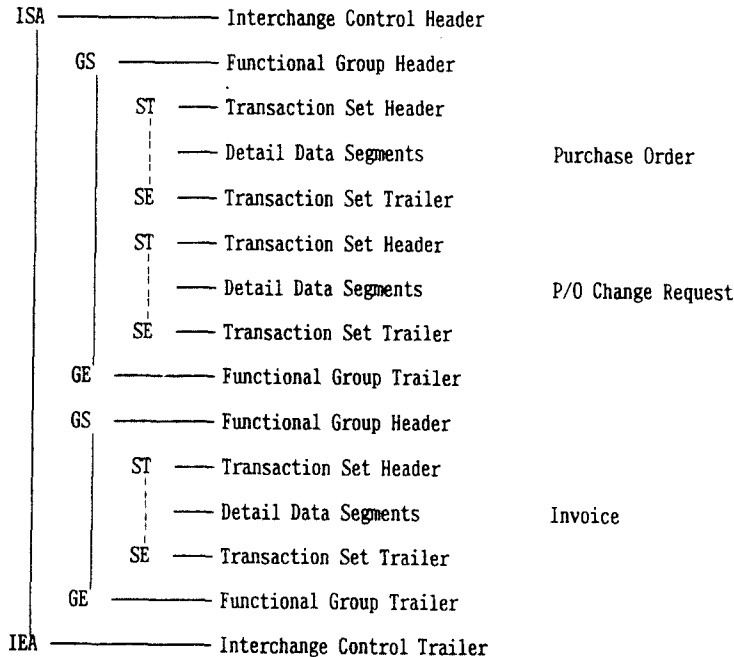 ISA Interchange Control Header
GS Functional Group Header
ST Transaction Set Header
Detail Data Segments Purchase Order
SE Transaction Set Trailer
ST Transaction Set Header
Detail Data Segments P/O Change Request
SE Transaction Set Trailer
GE Functional Group Trailer
GS Functional Group Header
ST Transaction Set Header
Detail Data Segments Invoice
SE Transaction Set Trailer
GE Functional Group Trailer
IEA Interchange Control Trailer